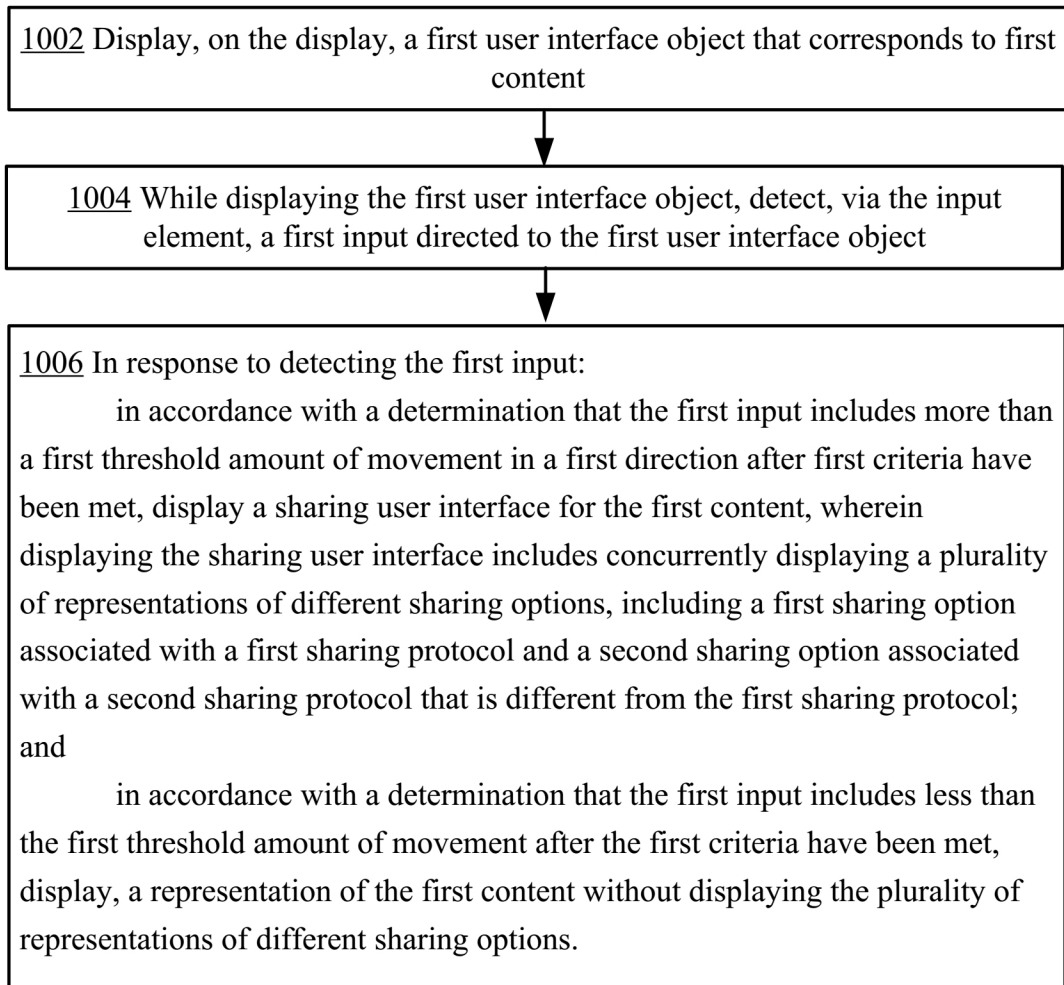 1002 Display, on the display, a first user interface object that corresponds to first
content
1004 While displaying the first user interface object, detect, via the input
element, a first input directed to the first user interface object
1006 In response to detecting the first input:
in accordance with a determination that the first input includes more than
a first threshold amount of movement in a first direction after first criteria have
been met, display a sharing user interface for the first content, wherein
displaying the sharing user interface includes concurrently displaying a plurality
of representations of different sharing options, including a first sharing option
associated with a first sharing protocol and a second sharing option associated
with a second sharing protocol that is different from the first sharing protocol;
and
in accordance with a determination that the first input includes less than
the first threshold amount of movement after the first criteria have been met,
display, a representation of the first content without displaying the plurality of
representations of different sharing options.